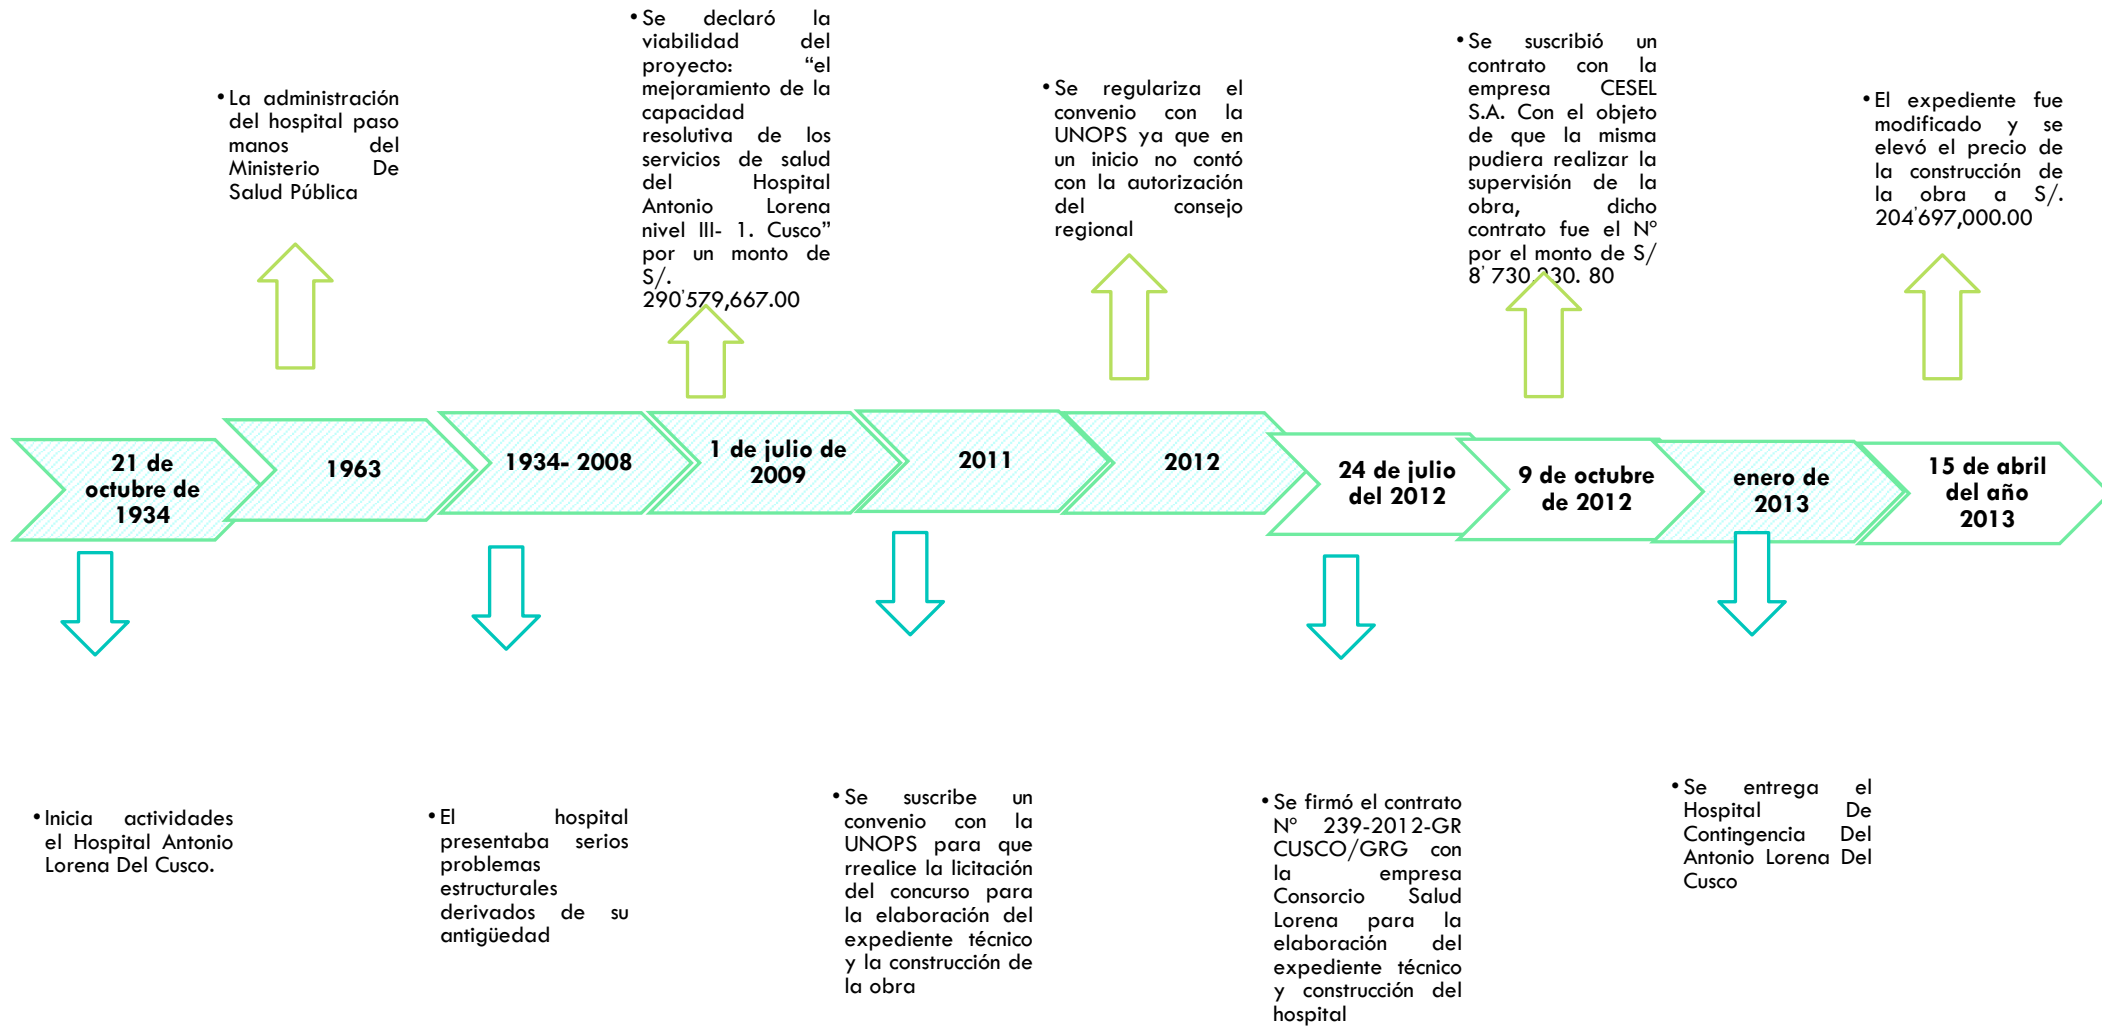 • Se declaró la
viabilidad del
proyecto: “el
mejoramiento de la
capacidad
resolutiva de los
servicios de salud
del Hospital
Antonio Lorena
nivel III- 1. Cusco”
por un monto de
S/.
290'579,667.00
• Se suscribió un
contrato con la
empresa CESEL
S.A. Con el objeto
de que la misma
pudiera realizar la
supervisión de la
obra, dicho
contrato fue el Nº
por el monto de S/
8' 730,330. 80
• La administración
del hospital paso
manos del
Ministerio De
Salud Pública
• Se regulariza el
convenio con la
UNOPS ya que en
un inicio no contó
con la autorización
del consejo
regional
• El expediente fue
modificado y se
elevó el precio de
la construcción de
la obra a S/.
204'697,000.00
21 de
octubre de
1934
1963
1934- 2008
1 de julio de
2009
2011
2012
24 de julio
del 2012
9 de octubre
de 2012
enero de
2013
15 de abril
del año
2013
• Inicia actividades
el Hospital Antonio
Lorena Del Cusco.
• El hospital
presentaba serios
problemas
estructurales
derivados de su
antigüedad
• Se suscribe un
convenio con la
UNOPS para que
rrealice la licitación
del concurso para
la elaboración del
expediente técnico
y la construcción de
la obra
• Se firmó el contrato
Nº 239-2012-GR
CUSCO/GRG con
la empresa
Consorcio Salud
Lorena para la
elaboración del
expediente técnico
y construcción del
hospital
• Se entrega el
Hospital De
Contingencia Del
Antonio Lorena Del
Cusco